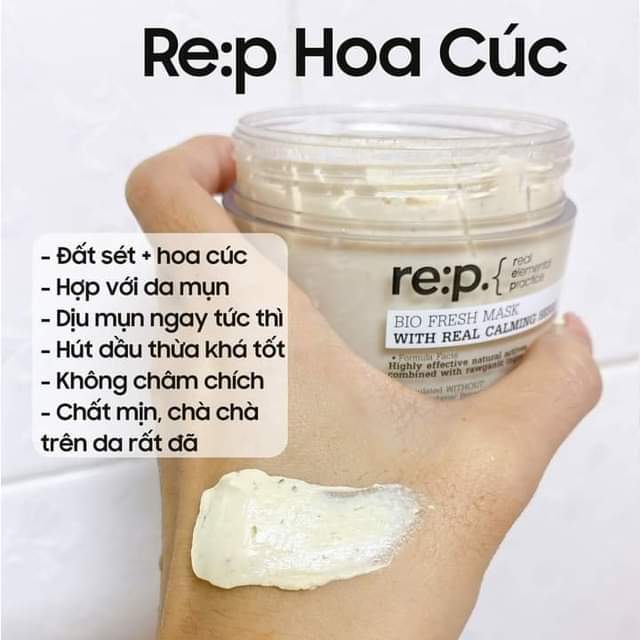 Re:p Hoa Cúc
- Đất sét + hoa cúc
- Hợp với da mụn
- Dịu mụn ngay tức thì
- Hút dầu thừa khá tốt
- Không châm chích
- Chất mịn, chà chà
trên da rất đã
re:p.{ real
elemental
practice
BIO FRESH MASK
WITH REAL CALMING
• Formula Facts
Highly effective natural
combined with rawganic
WITHOUT